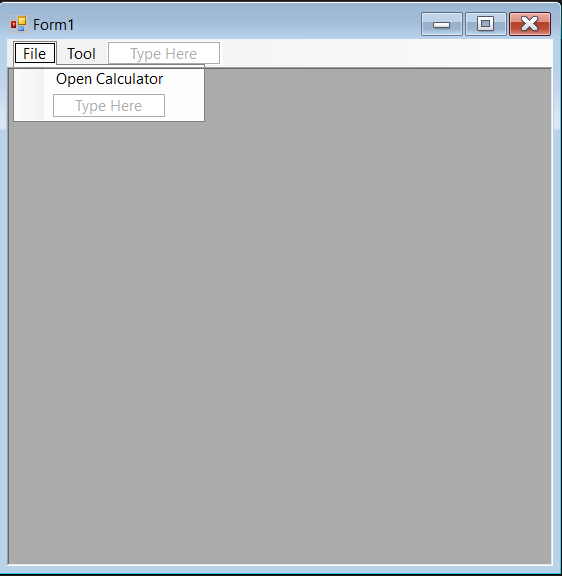 Form1
File Tool Type Here
Open Calculator
Type Here